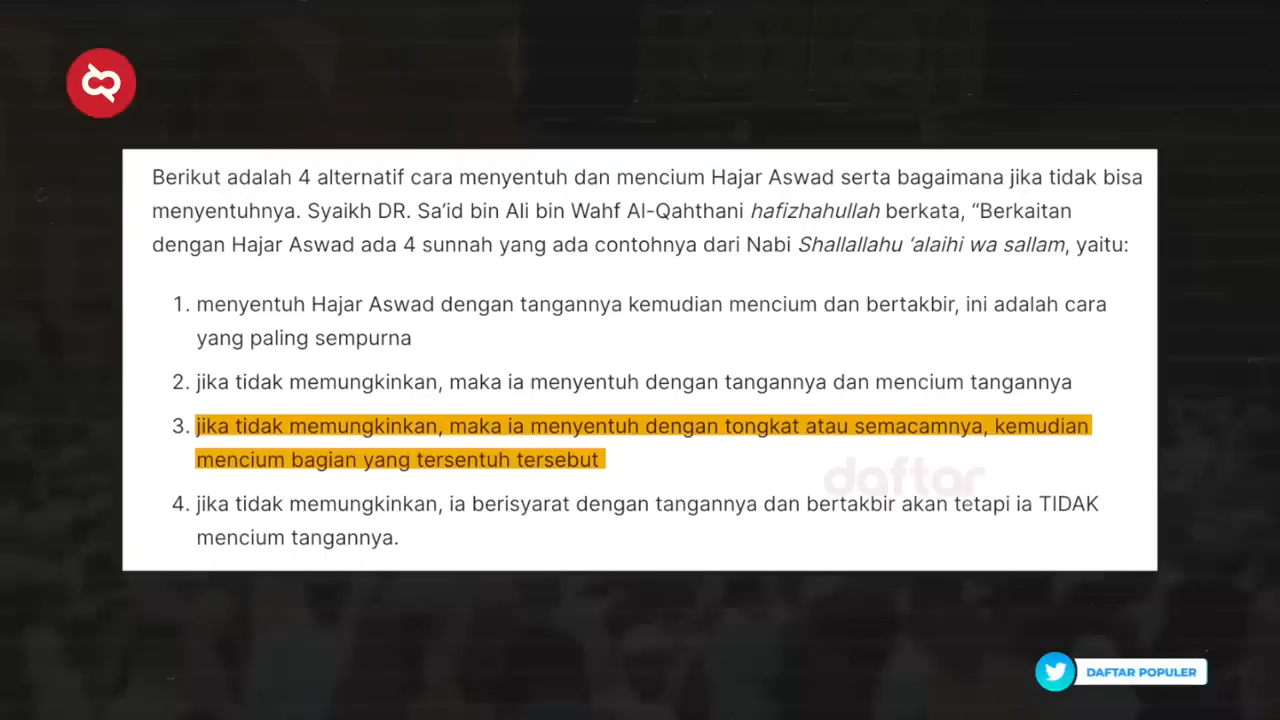 Berikut adalah 4 alternatif cara menyentuh dan mencium Hajar Aswad serta bagaimana jika tidak bisa
menyentuhnya. Syaikh DR. Sa’id bin Ali bin Wahf Al-Qahthani hafizhahullah berkata, “Berkaitan
dengan Hajar Aswad ada 4 sunnah yang ada contohnya dari Nabi Shallallahu ‘alaihi wa sallam, yaitu:
1. menyentuh Hajar Aswad dengan tangannya kemudian mencium dan bertakbir, ini adalah cara
yang paling sempurna
2. jika tidak memungkinkan, maka ia menyentuh dengan tangannya dan mencium tangannya
3. jika tidak memungkinkan, maka ia menyentuh dengan tongkat atau semacamnya, kemudian
mencium bagian yang tersentuh tersebut
daftar
4. jika tidak memungkinkan, ia berisyarat dengan tangannya dan bertakbir akan tetapi ia TIDAK
mencium tangannya.
DAFTAR POPULER